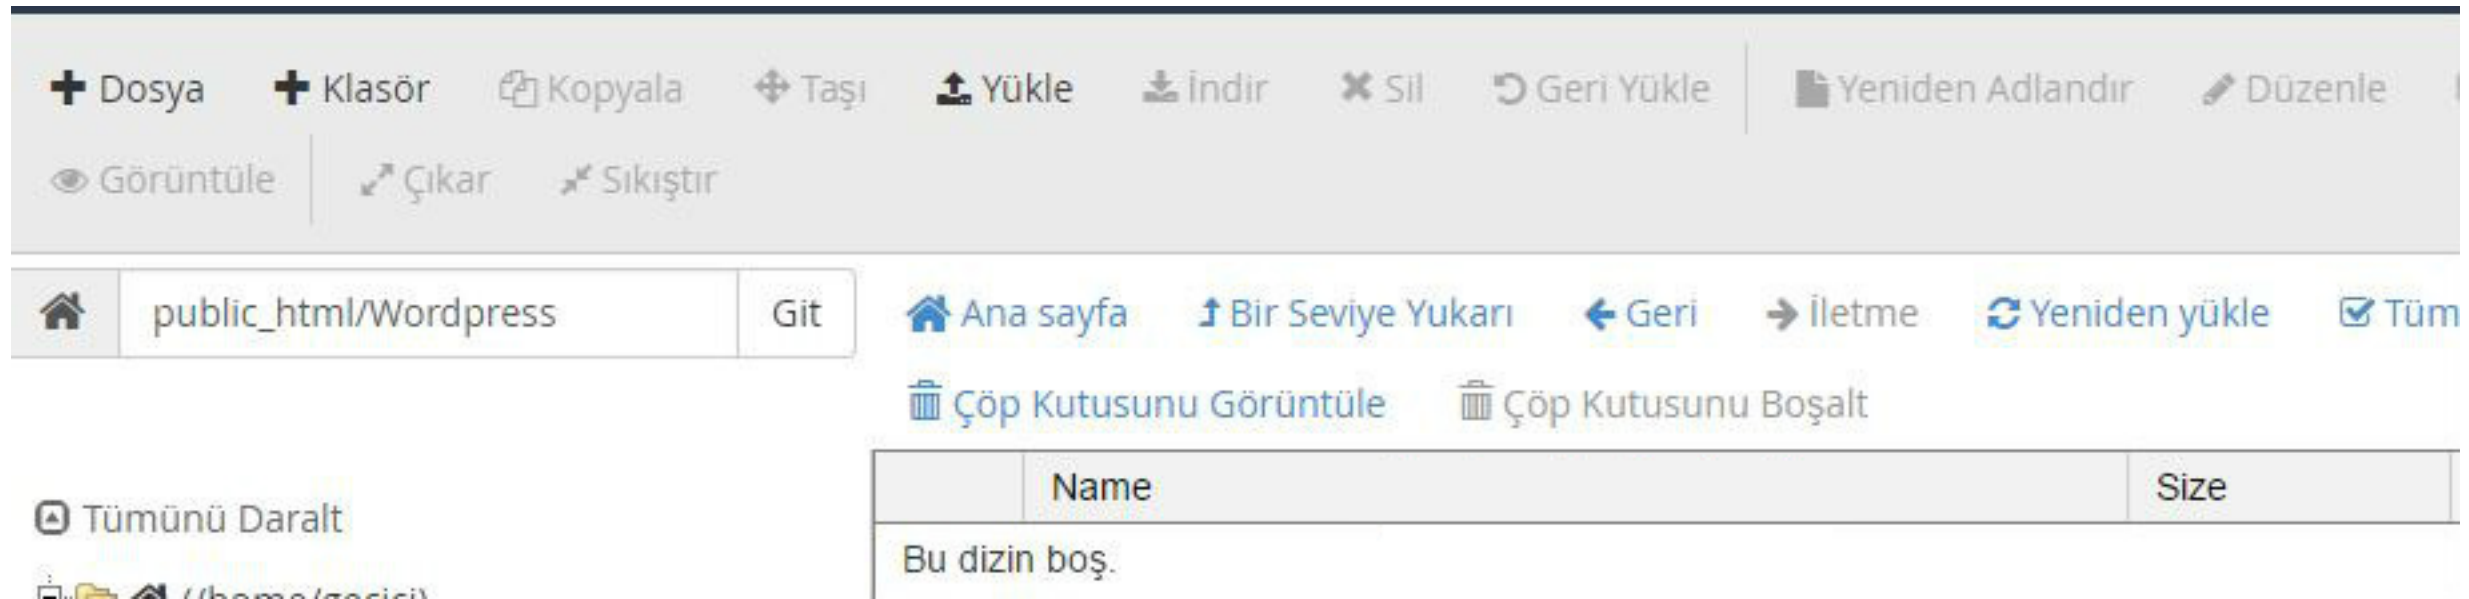 Dosya Klasör Kopyala Taşı Yükle İndir Sil Geri Yükle Yeniden Adlandır Düzenle
Görüntüle Çıkar Sıkıştır
public_html/Wordpress Git Ana sayfa Bir Seviye Yukarı Geri İletme Yeniden yükle Tüm
Çöp Kutusunu Görüntüle Çöp Kutusunu Boşalt
Name Size
Tümünü Daralt
Bu dizin boş.